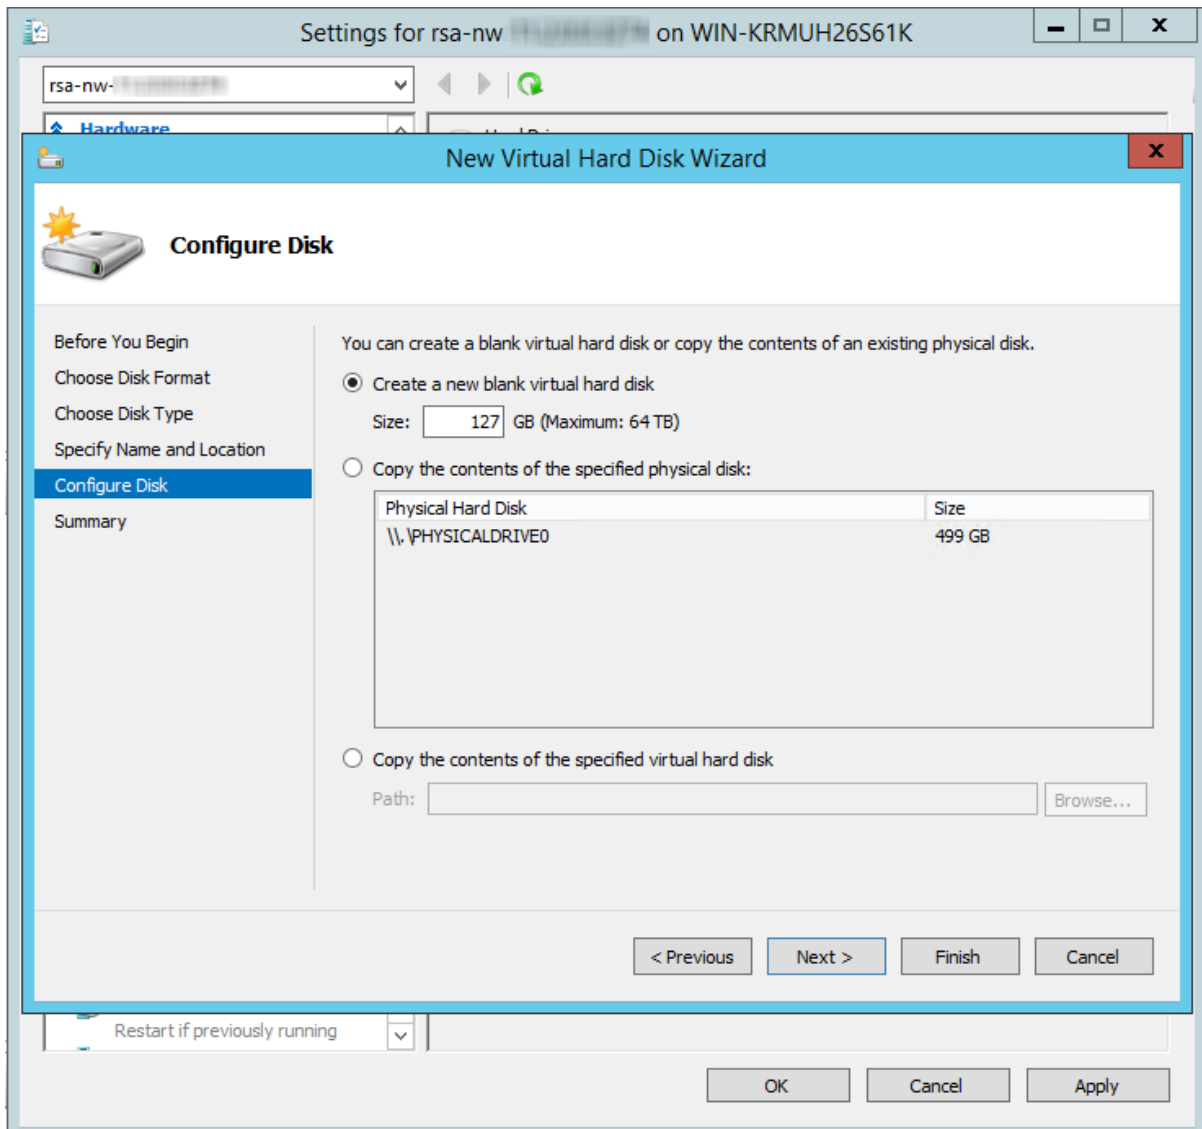 Settings for rsa-nw on WIN-KRMUH26S61K
rsa-nw-
Hardware
New Virtual Hard Disk Wizard
Configure Disk
Before You Begin
Choose Disk Format
Choose Disk Type
Specify Name and Location
Configure Disk
Summary
You can create a blank virtual hard disk or copy the contents of an existing physical disk.
Create a new blank virtual hard disk
Size: 127 GB (Maximum: 64 TB)
Copy the contents of the specified physical disk:
Physical Hard Disk Size
\\.\PHYSICALDRIVE0 499 GB
Copy the contents of the specified virtual hard disk
Path: Browse...
< Previous Next > Finish Cancel
Restart if previously running
OK Cancel Apply